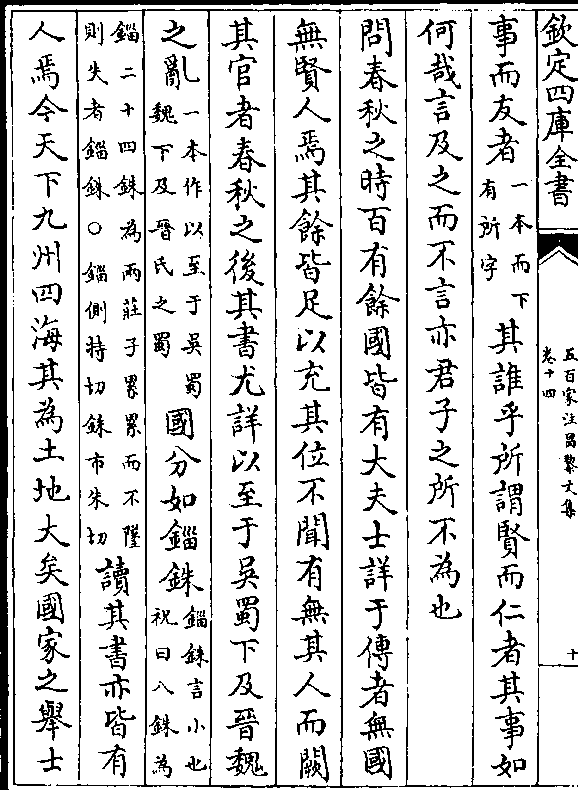 欽定四庫全書
五百家注昌黎文集
卷十四
十
事而友者一本而下有所字其誰乎所謂賢而仁者其事如
何哉言及之而不言亦君子之所不為也
問春秋之時百有餘國皆有大夫士詳于傳者無國
無賢人焉其餘皆足以充其位不聞有無其人而闕
其官者春秋之後其書尤詳以至于吳蜀下及晉魏
之亂一本作以至于吳蜀魏下及晉氏之蜀國分如錙銖錙銖言小也祝曰八銖為
錙二十四銖為兩莊子累累而不墜則失者錙銖○錙側持切銖市朱切讀其書亦皆有
人焉今天下九州四海其為土地大矣國家之舉士